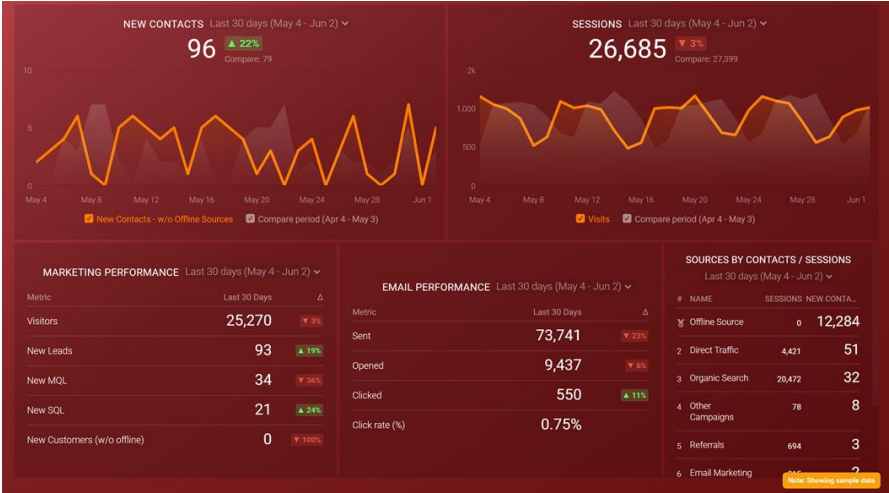 NEW CONTACTS Last 30 days (May 4 - Jun 2)
96 ▲ 22%
Compare: 79
10
5
0
May 4 May 8 May 12 May 16 May 20 May 24 May 28 Jun 1
New Contacts - w/o Offline Sources Compare period (Apr 4 - May 3)
SESSIONS Last 30 days (May 4 - Jun 2)
26,685 ▼ 3%
Compare: 27,399
2k
1,000
500
0
May 4 May 8 May 12 May 16 May 20 May 24 May 28 Jun 1
Visits Compare period (Apr 4 - May 3)
MARKETING PERFORMANCE Last 30 days (May 4 - Jun 2)
Metric Last 30 Days Δ
Visitors 25,270 ▼ 3%
New Leads 93 ▲ 19%
New MQL 34 ▼ 36%
New SQL 21 ▲ 24%
New Customers (w/o offline) 0 ▼ 100%
EMAIL PERFORMANCE Last 30 days (May 4 - Jun 2)
Metric Last 30 Days Δ
Sent 73,741 ▼ 23%
Opened 9,437 ▼ 6%
Clicked 550 ▲ 11%
Click rate (%) 0.75%
SOURCES BY CONTACTS / SESSIONS
Last 30 days (May 4 - Jun 2)
# NAME SESSIONS NEW CONTA...
Offline Source 0 12,284
2 Direct Traffic 4,421 51
3 Organic Search 20,472 32
4 Other Campaigns 78 8
5 Referrals 694 3
6 Email Marketing
Note: Showing sample data